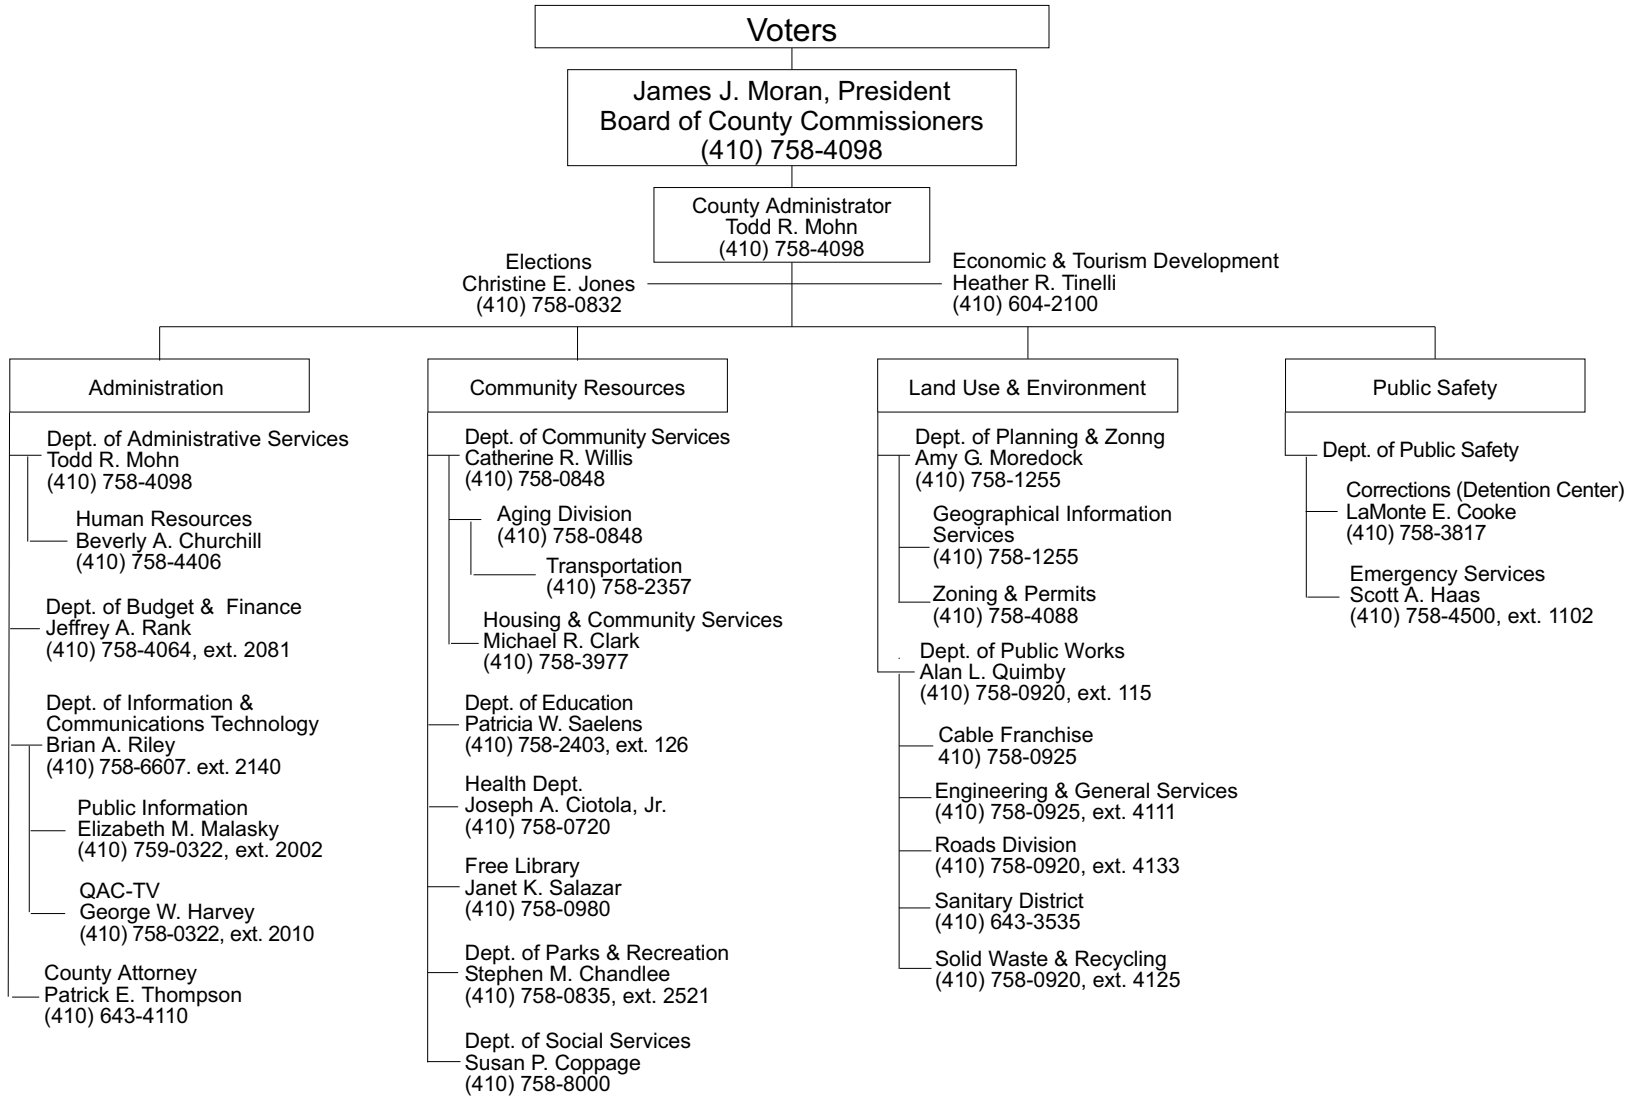 Voters
James J. Moran, President
Board of County Commissioners
(410) 758-4098
County Administrator
Todd R. Mohn
(410) 758-4098
Elections
Christine E. Jones
(410) 758-0832
Economic & Tourism Development
Heather R. Tinelli
(410) 604-2100
Administration
Dept. of Administrative Services
Todd R. Mohn
(410) 758-4098
Human Resources
Beverly A. Churchill
(410) 758-4406
Dept. of Budget & Finance
Jeffrey A. Rank
(410) 758-4064, ext. 2081
Dept. of Information &
Communications Technology
Brian A. Riley
(410) 758-6607. ext. 2140
Public Information
Elizabeth M. Malasky
(410) 759-0322, ext. 2002
QAC-TV
George W. Harvey
(410) 758-0322, ext. 2010
County Attorney
Patrick E. Thompson
(410) 643-4110
Community Resources
Dept. of Community Services
Catherine R. Willis
(410) 758-0848
Aging Division
(410) 758-0848
Transportation
(410) 758-2357
Housing & Community Services
Michael R. Clark
(410) 758-3977
Dept. of Education
Patricia W. Saelens
(410) 758-2403, ext. 126
Health Dept.
Joseph A. Ciotola, Jr.
(410) 758-0720
Free Library
Janet K. Salazar
(410) 758-0980
Dept. of Parks & Recreation
Stephen M. Chandlee
(410) 758-0835, ext. 2521
Dept. of Social Services
Susan P. Coppage
(410) 758-8000
Land Use & Environment
Dept. of Planning & Zonng
Amy G. Moredock
(410) 758-1255
Geographical Information
Services
(410) 758-1255
Zoning & Permits
(410) 758-4088
Dept. of Public Works
Alan L. Quimby
(410) 758-0920, ext. 115
Cable Franchise
410) 758-0925
Engineering & General Services
(410) 758-0925, ext. 4111
Roads Division
(410) 758-0920, ext. 4133
Sanitary District
(410) 643-3535
Solid Waste & Recycling
(410) 758-0920, ext. 4125
Public Safety
Dept. of Public Safety
Corrections (Detention Center)
LaMonte E. Cooke
(410) 758-3817
Emergency Services
Scott A. Haas
(410) 758-4500, ext. 1102